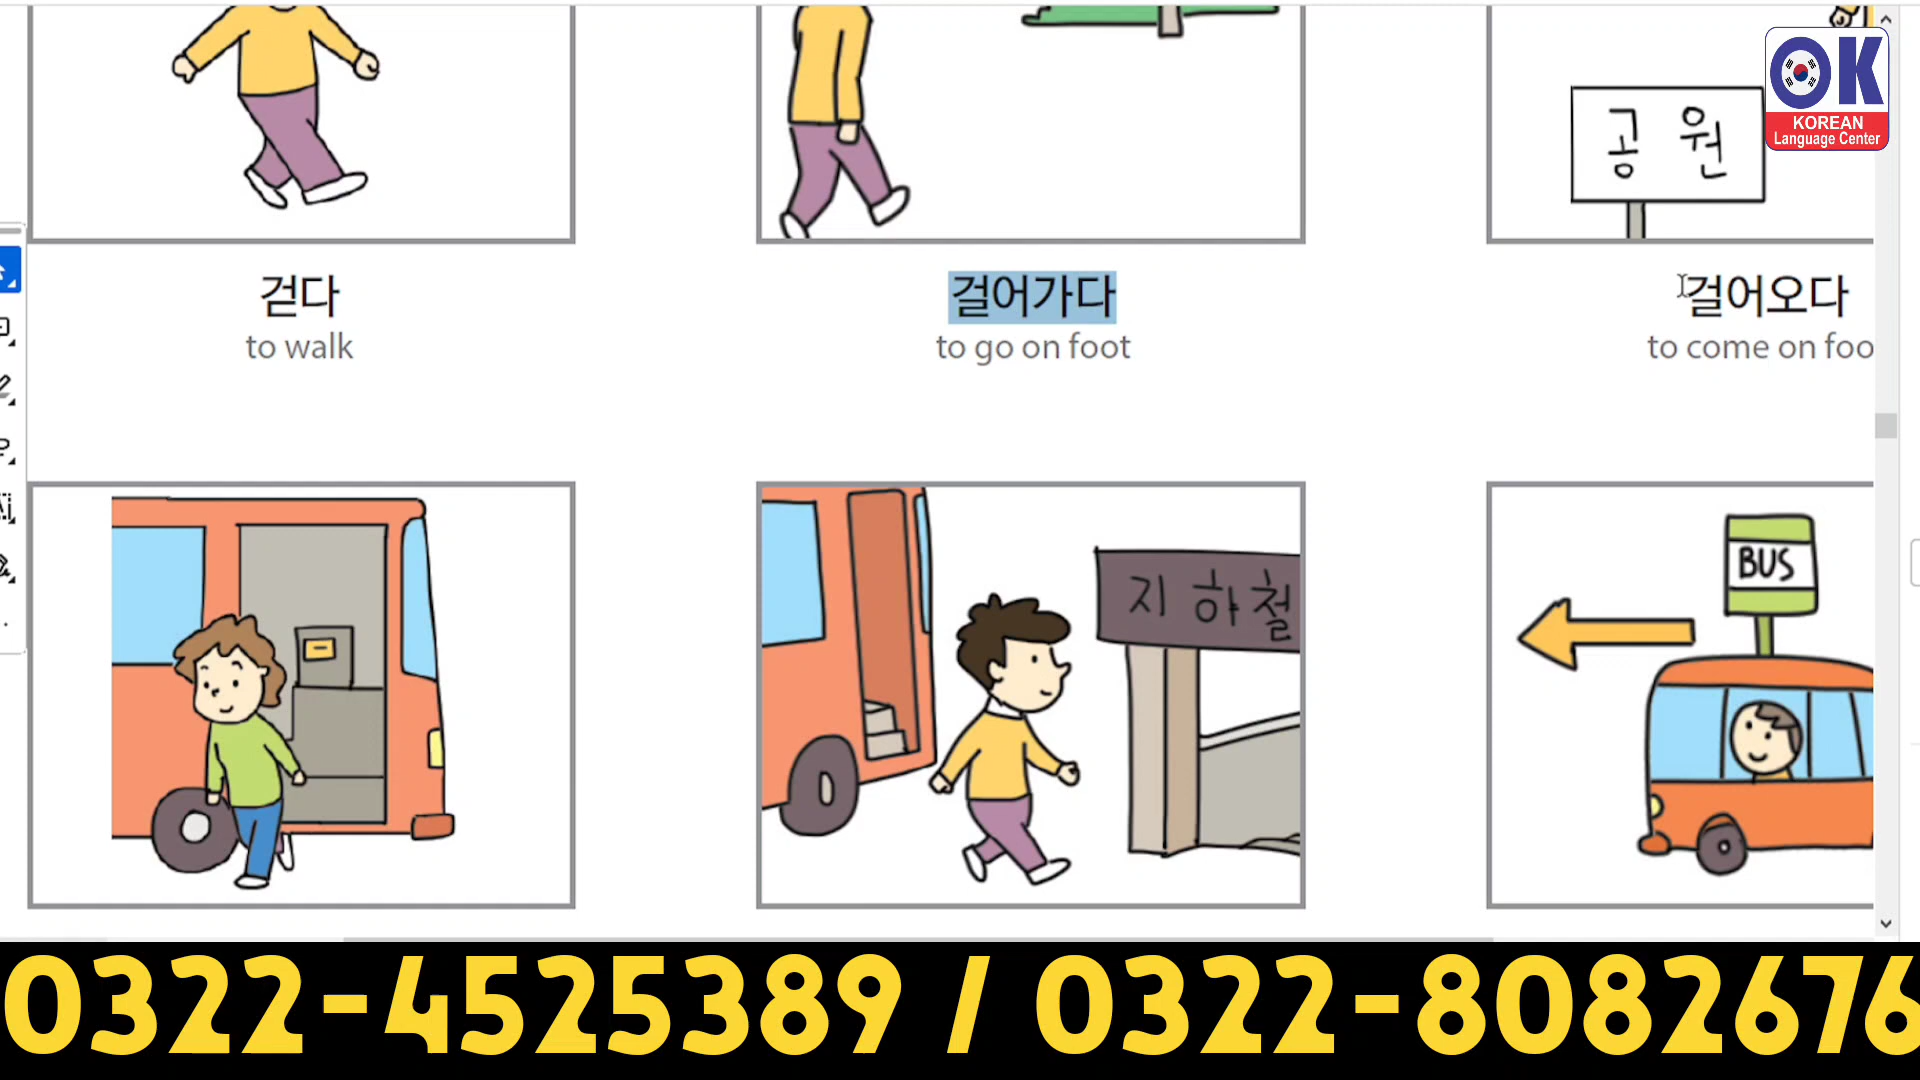 OK
KOREAN
Language Center
공 원
걷다
걸어가다
걸어오다
to walk
to go on foot
to come on foo
지하철
BUS
0322-4525389 / 0322-8082676